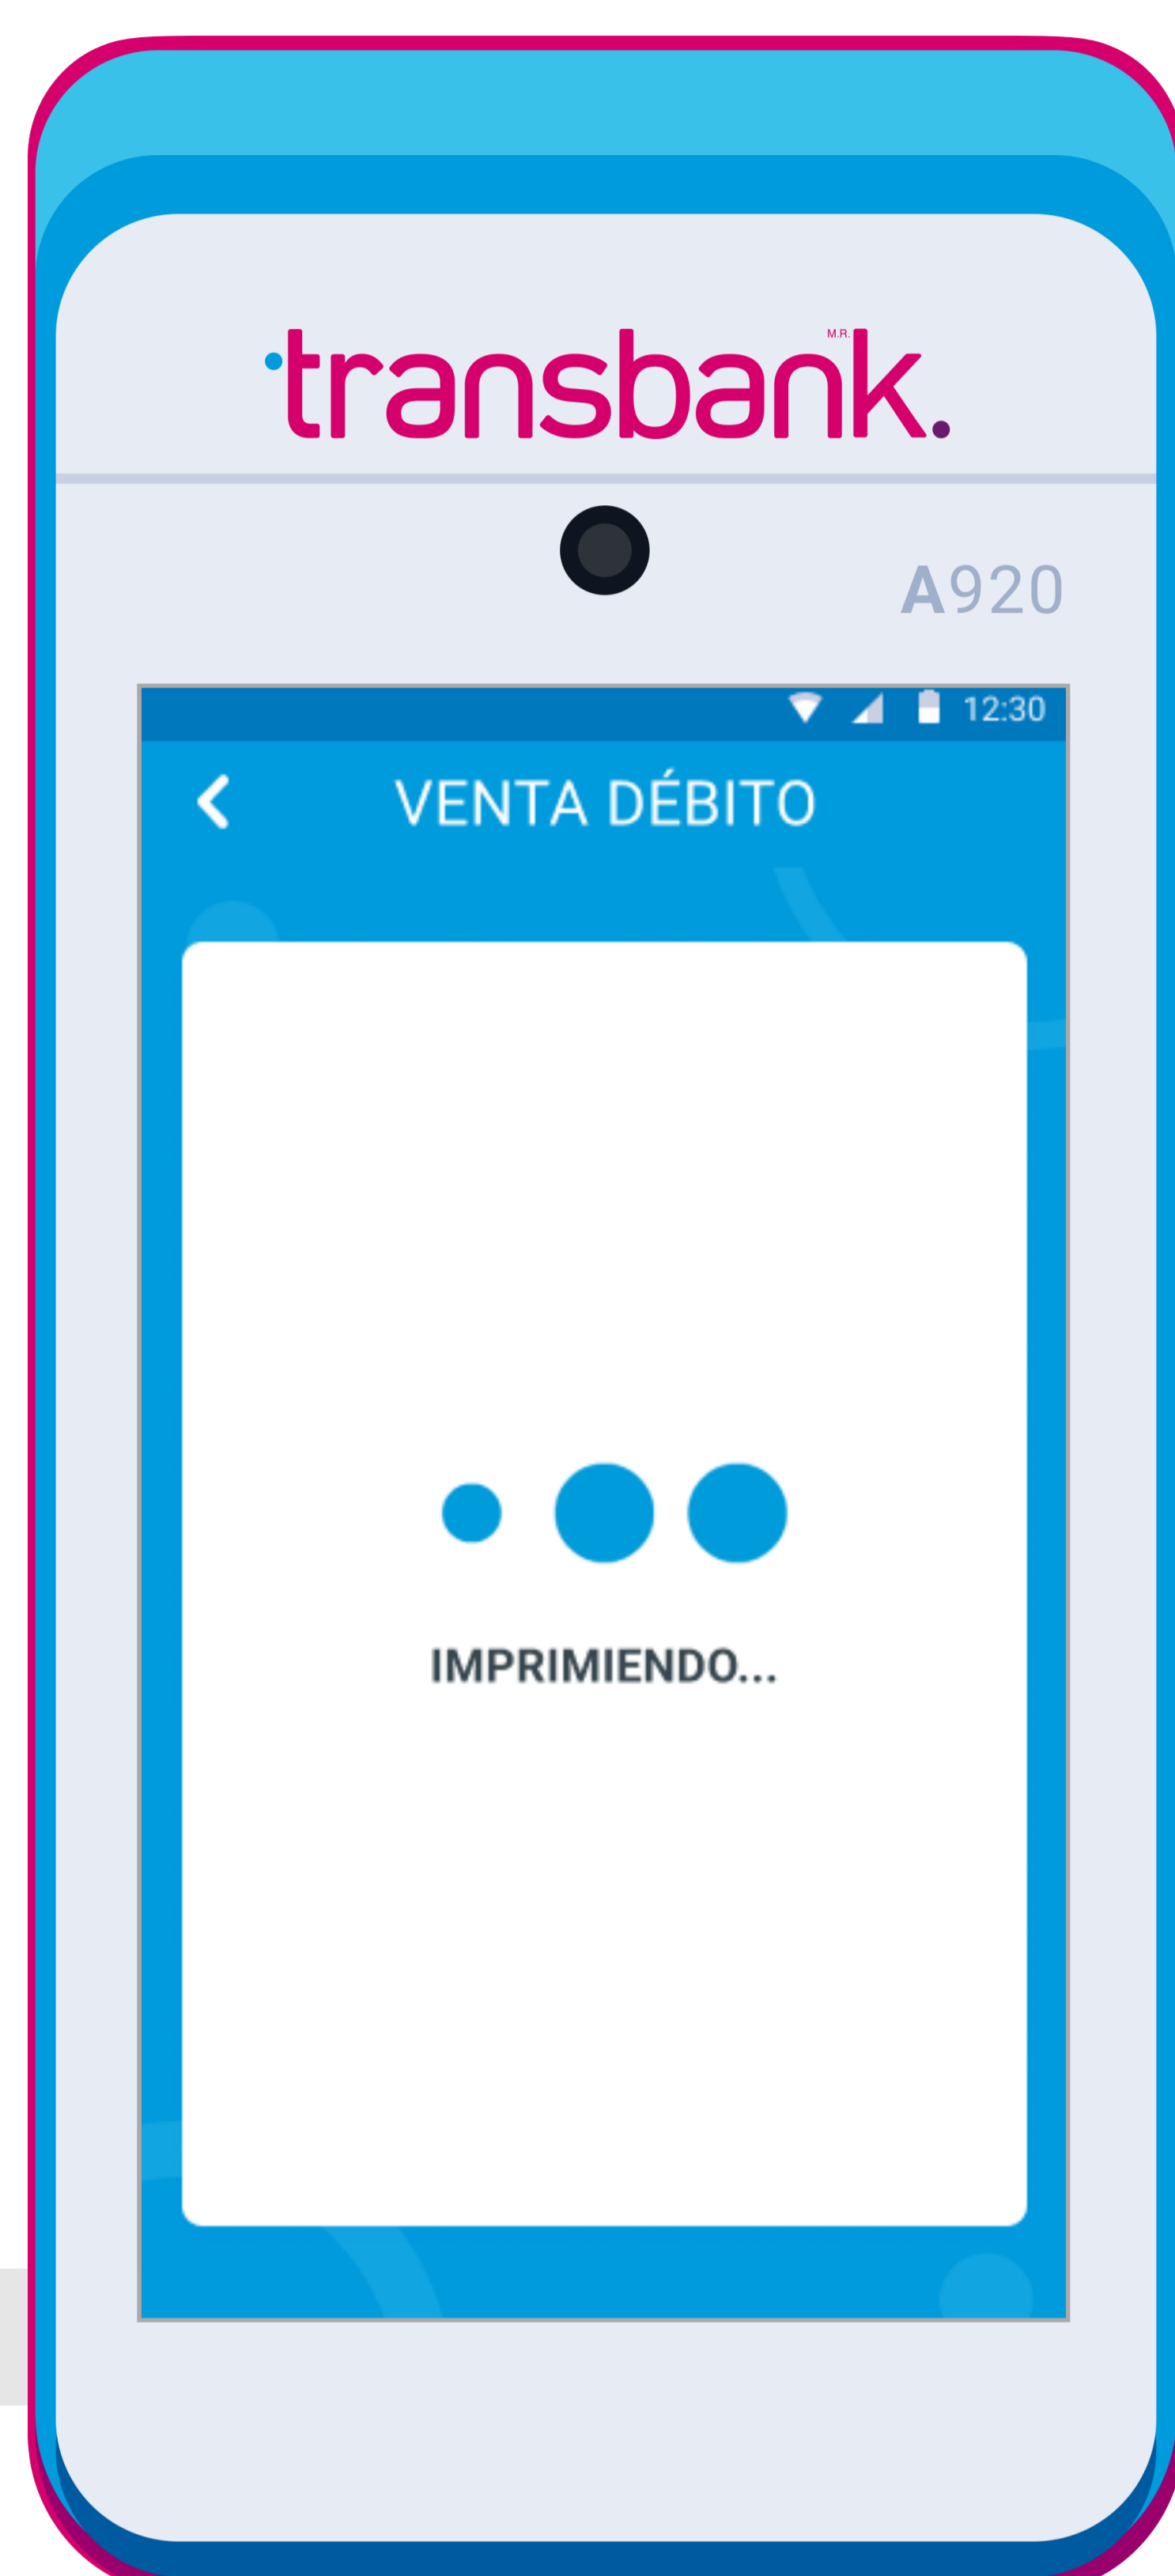 transbank.
M.R.
A920
12:30
VENTA DÉBITO
IMPRIMIENDO...